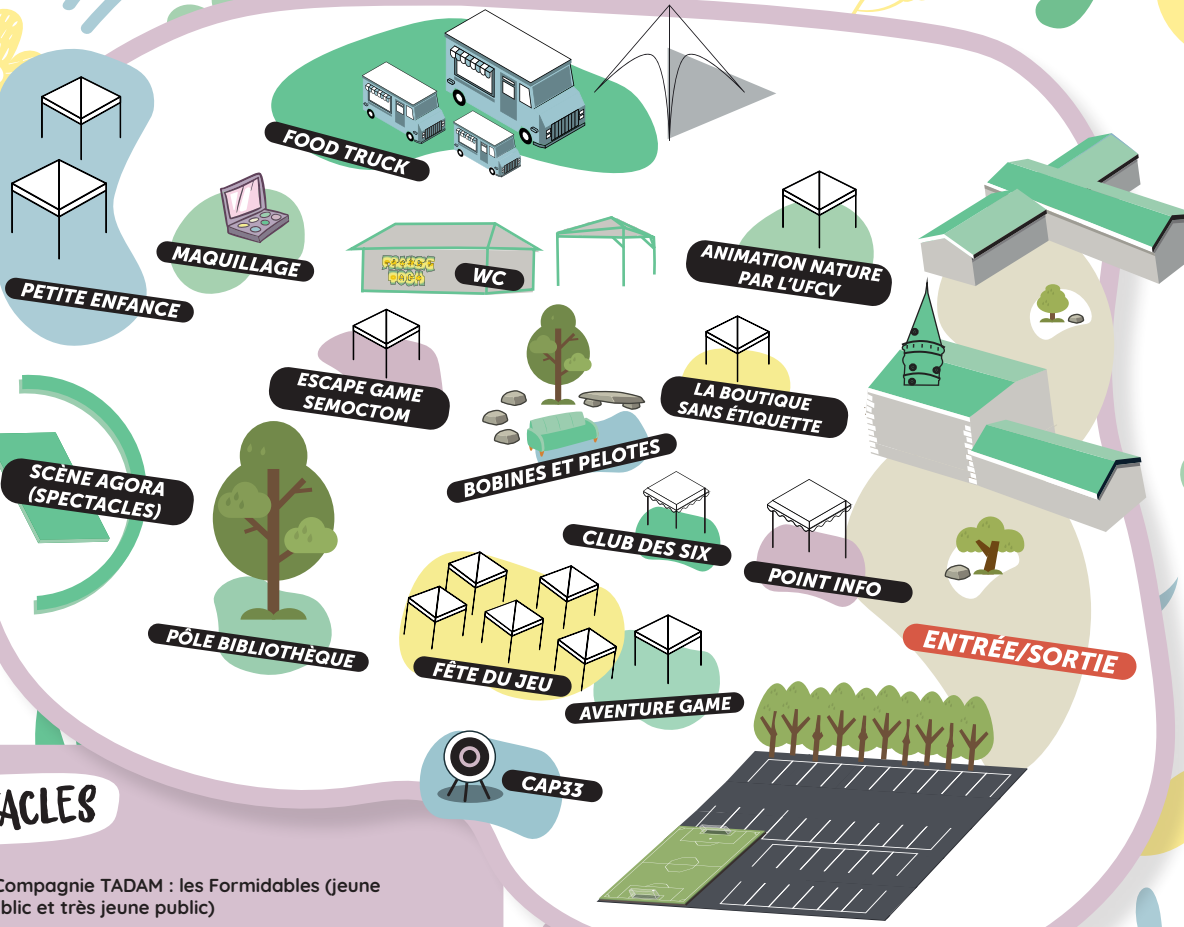 FOOD TRUCK
MAQUILLAGE
PETITE ENFANCE
WC
ANIMATION NATURE
PAR L'UFCV
ESCAPE GAME
SEMOCTOM
LA BOUTIQUE
SANS ÉTIQUETTE
BOBINES ET PELOTES
SCÈNE AGORA
(SPECTACLES)
CLUB DES SIX
POINT INFO
PÔLE BIBLIOTHÈQUE
FÊTE DU JEU
AVENTURE GAME
ENTRÉE/SORTIE
CAP33
ACLES
Compagnie TADAM : les Formidables (jeune
blic et très jeune public)